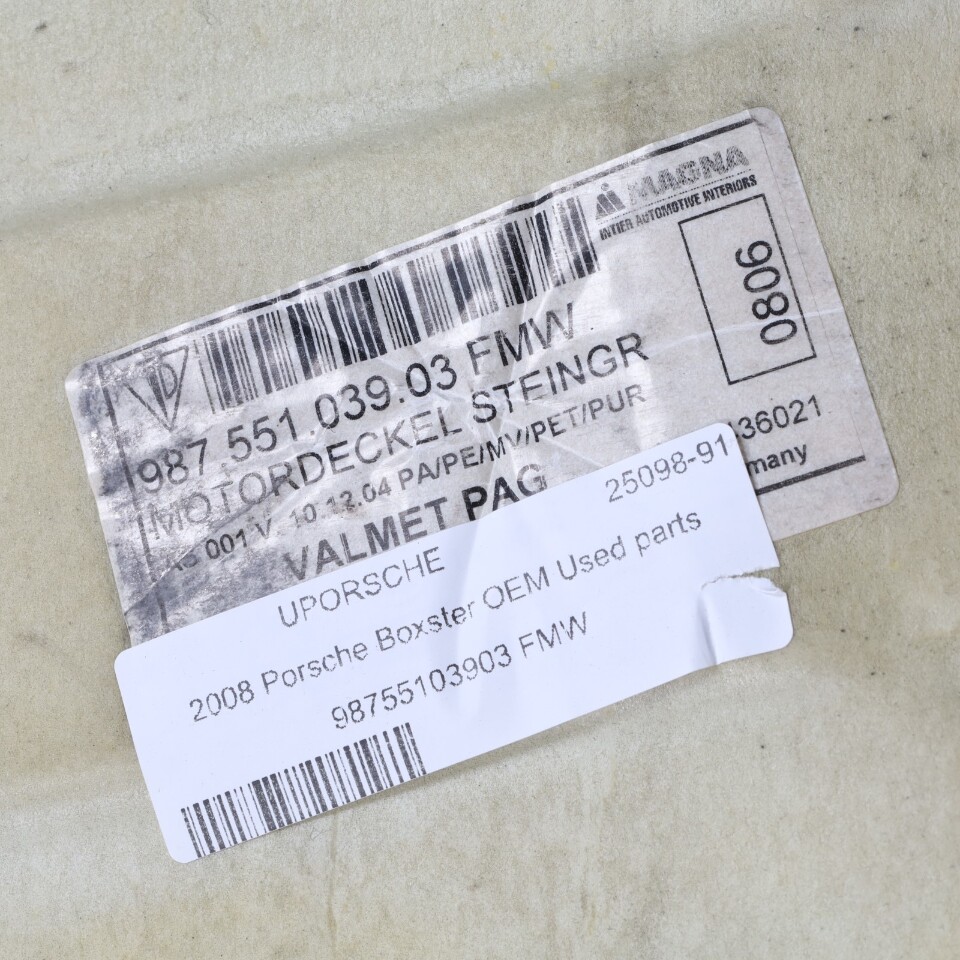 MAGNA
INTIER AUTOMOTIVE INTERIORS
0806
987.551.039.03 FMW
MOTORDECKEL STEINGR
001 V 10.12.04 PA/PE/MV/PET/PUR
VALMET PAG
36021
many
25098-91
UPORSCHE
2008 Porsche Boxster OEM Used parts
98755103903 FMW